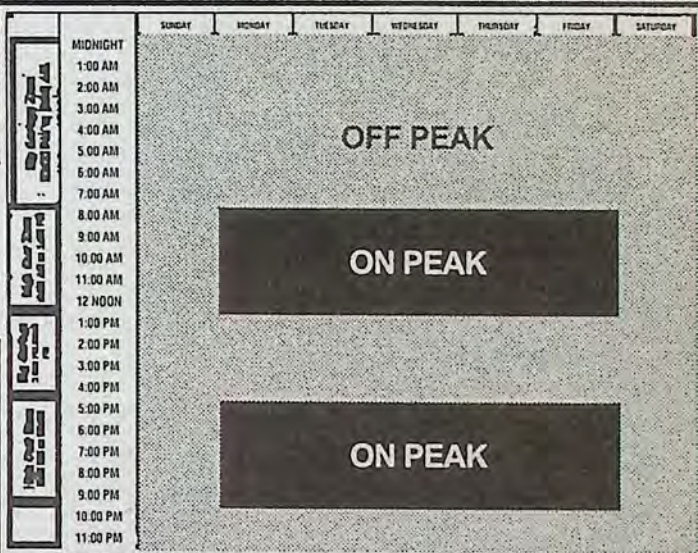 SUNDAY MONDAY TUESDAY WEDNESDAY THURSDAY FRIDAY SATURDAY
MIDNIGHT
1:00 AM
2:00 AM
3:00 AM
4:00 AM
5:00 AM
6:00 AM
7:00 AM
8:00 AM
9:00 AM
10:00 AM
11:00 AM
12 NOON
1:00 PM
2:00 PM
3:00 PM
4:00 PM
5:00 PM
6:00 PM
7:00 PM
8:00 PM
9:00 PM
10:00 PM
11:00 PM
OFF PEAK
ON PEAK
ON PEAK